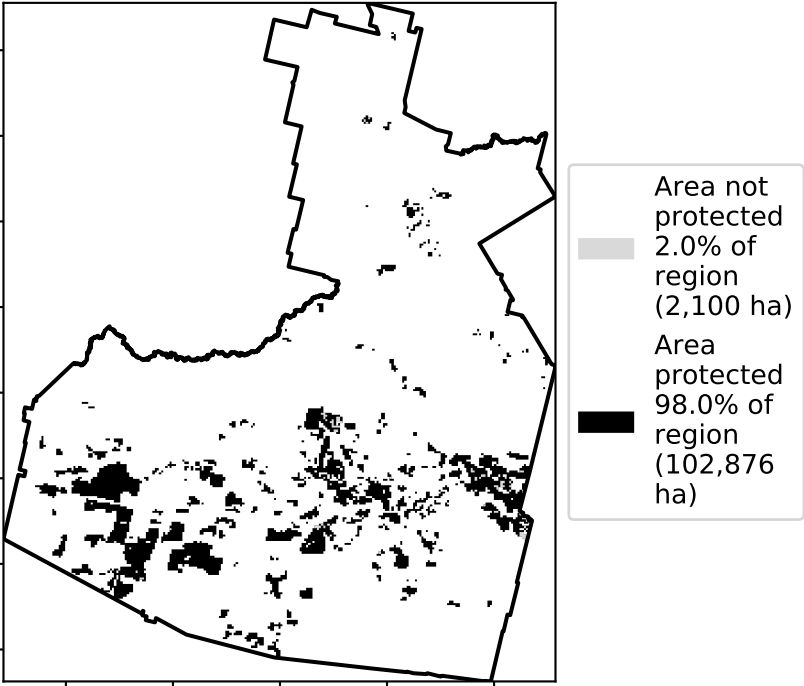 Area not
protected
2.0% of
region
(2,100 ha)
Area
protected
98.0% of
region
(102,876
ha)